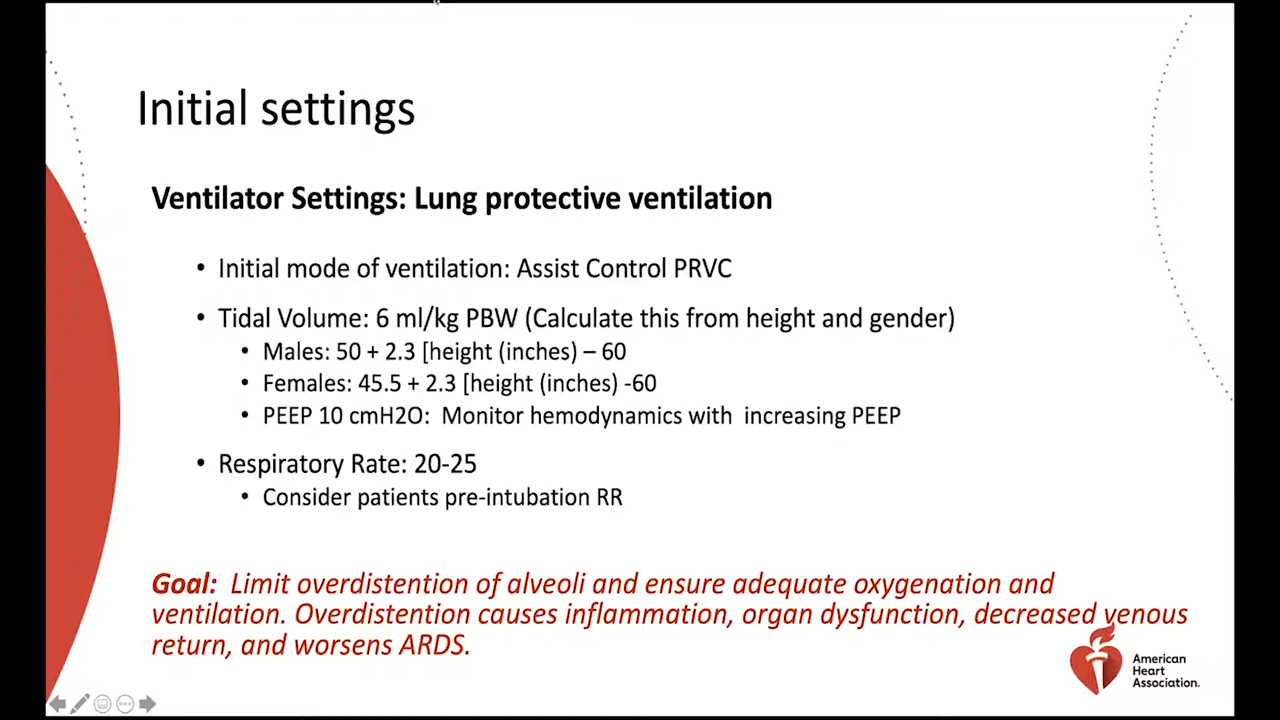 Initial settings
Ventilator Settings: Lung protective ventilation
• Initial mode of ventilation: Assist Control PRVC
• Tidal Volume: 6 ml/kg PBW (Calculate this from height and gender)
• Males: 50 + 2.3 [height (inches) – 60
• Females: 45.5 + 2.3 [height (inches) -60
• PEEP 10 cmH2O: Monitor hemodynamics with increasing PEEP
• Respiratory Rate: 20-25
• Consider patients pre-intubation RR
Goal: Limit overdistention of alveoli and ensure adequate oxygenation and
ventilation. Overdistention causes inflammation, organ dysfunction, decreased venous
return, and worsens ARDS.
American
Heart
Association.